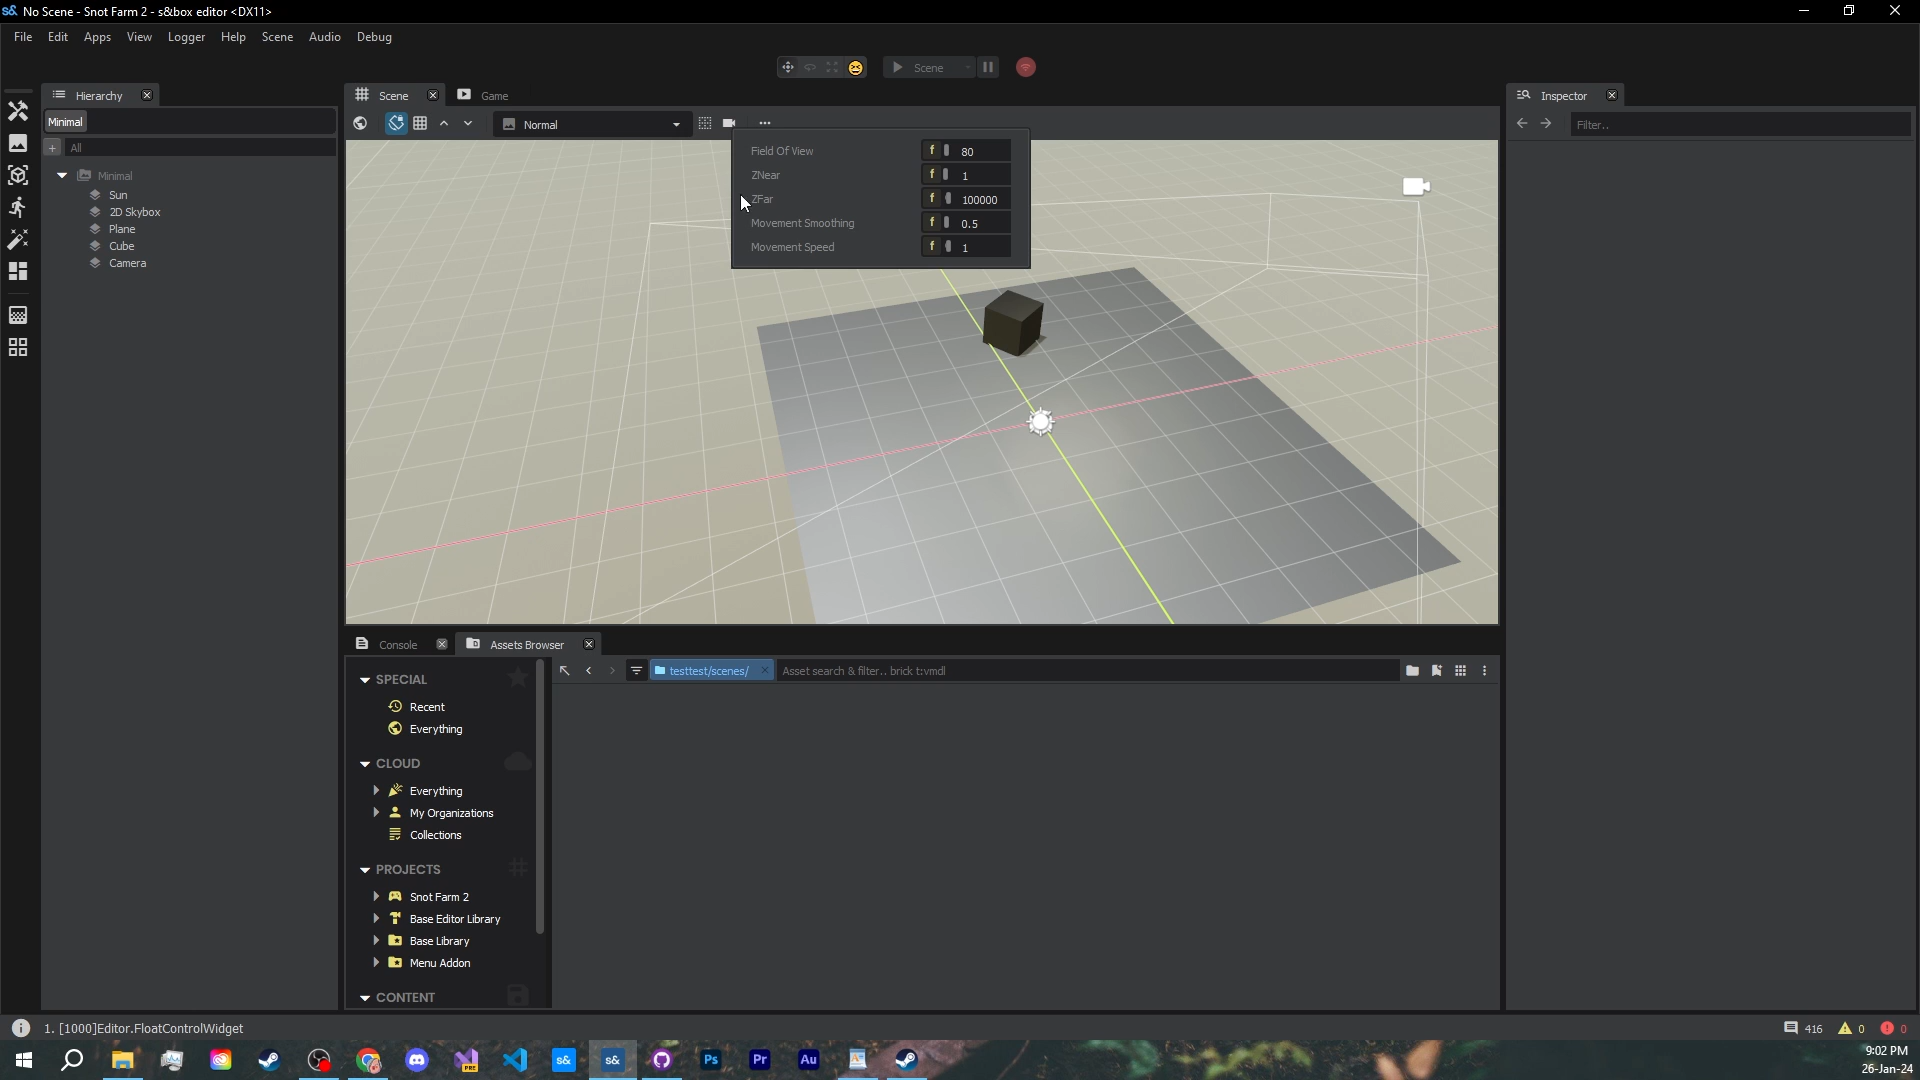 s& No Scene - Snot Farm 2 - s&box editor <DX11>
File Edit Apps View Logger Help Scene Audio Debug
Scene
Hierarchy
Scene Game
Inspector
Minimal
Normal
Filter..
All
Minimal
Sun
2D Skybox
Plane
Cube
Camera
Field Of View f 80
ZNear f 1
ZFar f 100000
Movement Smoothing f 0.5
Movement Speed f 1
Console Assets Browser
testtest/scenes/ Asset search & filter.. brick t:vmdl
SPECIAL
Recent
Everything
CLOUD
Everything
My Organizations
Collections
PROJECTS
Snot Farm 2
Base Editor Library
Base Library
Menu Addon
CONTENT
1. [1000]Editor.FloatControlWidget
416 0 0
PRE s& s& Ps Pr Au
9:02 PM
26-Jan-24